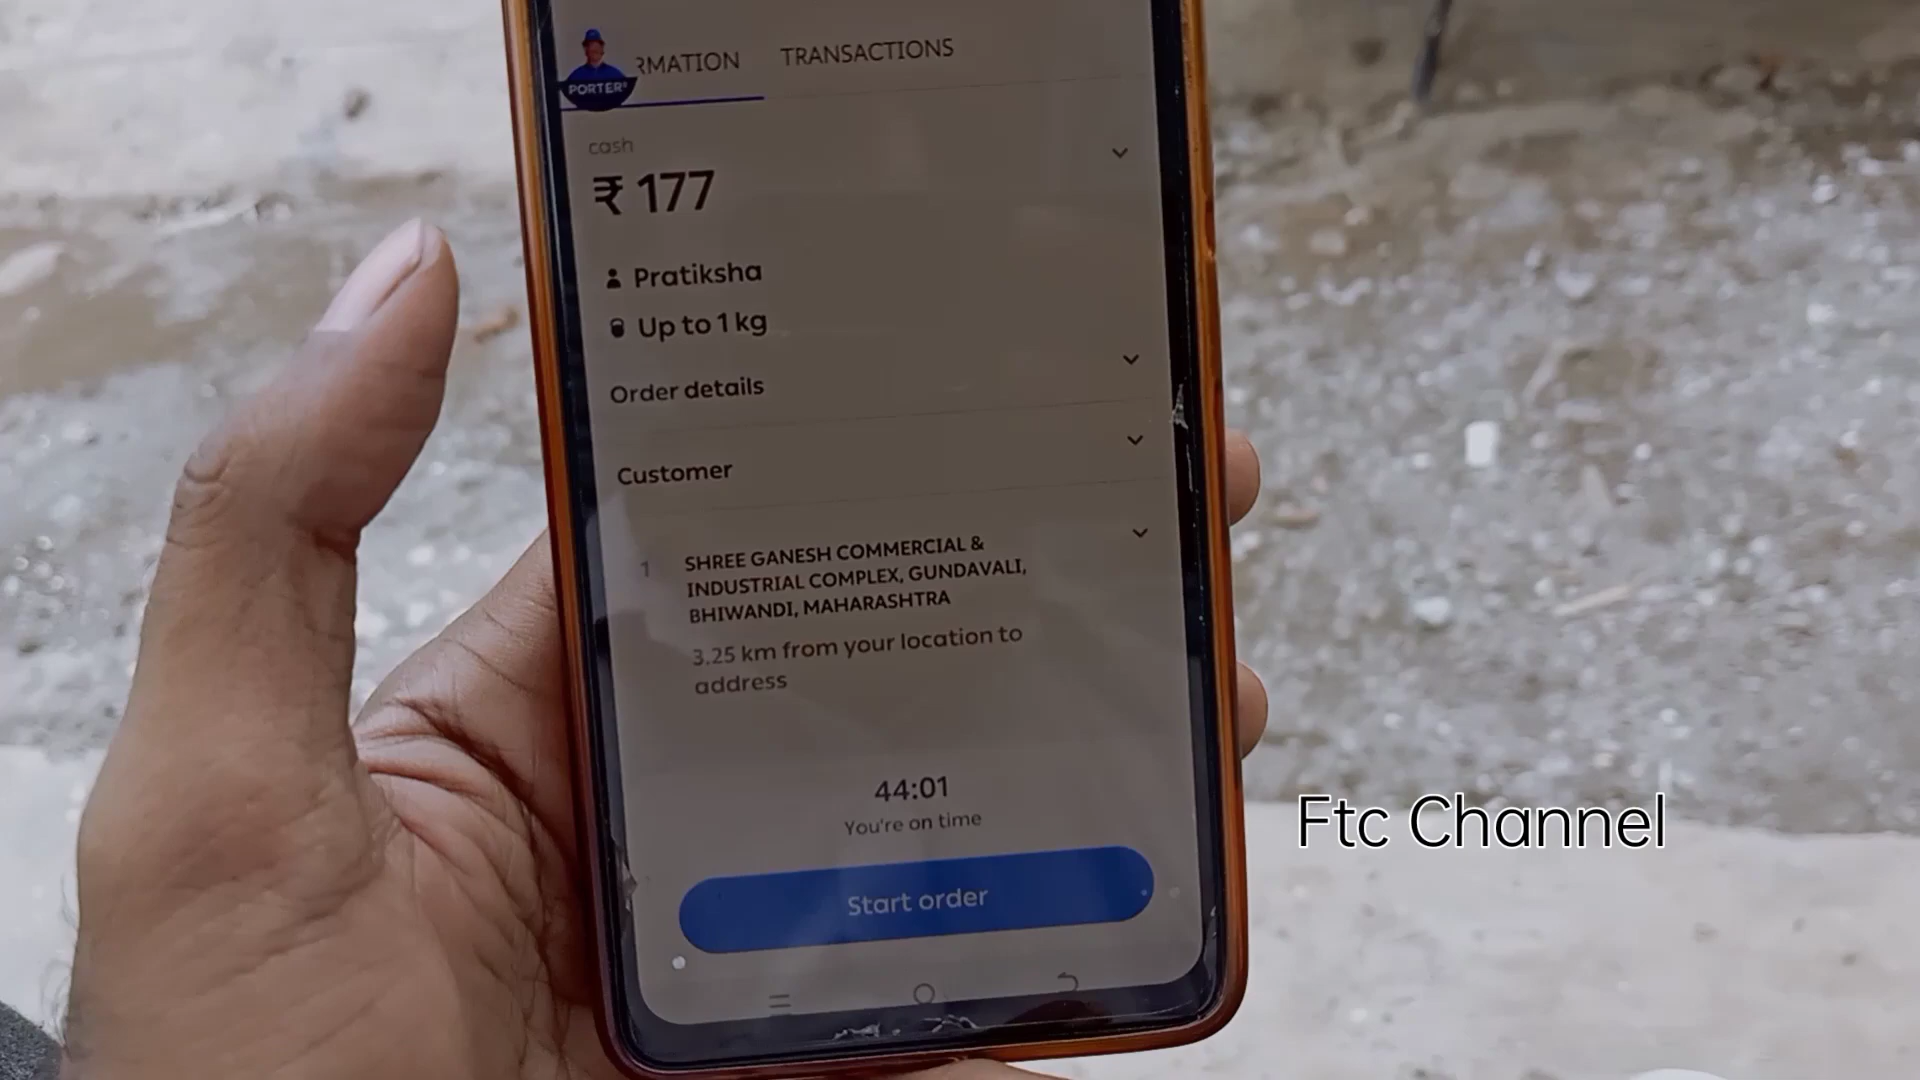 RMATION
TRANSACTIONS
PORTER
cash
₹ 177
Pratiksha
Up to 1 kg
Order details
Customer
1
SHREE GANESH COMMERCIAL &
INDUSTRIAL COMPLEX, GUNDAVALI,
BHIWANDI, MAHARASHTRA
3.25 km from your location to
address
44:01
You're on time
Start order
Ftc Channel